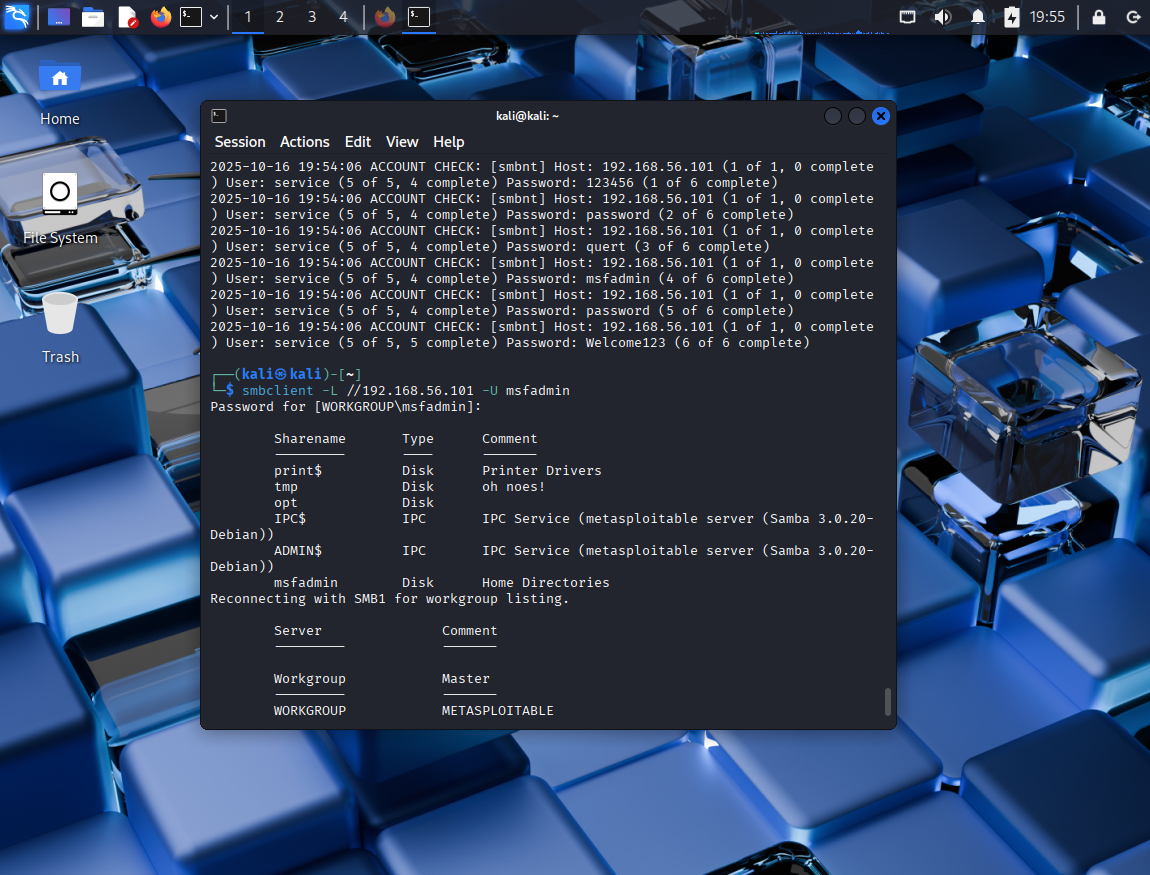 1 2 3 4
19:55
Home
File System
Trash
kali@kali: ~
Session Actions Edit View Help
2025-10-16 19:54:06 ACCOUNT CHECK: [smbnt] Host: 192.168.56.101 (1 of 1, 0 complete
) User: service (5 of 5, 4 complete) Password: 123456 (1 of 6 complete)
2025-10-16 19:54:06 ACCOUNT CHECK: [smbnt] Host: 192.168.56.101 (1 of 1, 0 complete
) User: service (5 of 5, 4 complete) Password: password (2 of 6 complete)
2025-10-16 19:54:06 ACCOUNT CHECK: [smbnt] Host: 192.168.56.101 (1 of 1, 0 complete
) User: service (5 of 5, 4 complete) Password: quert (3 of 6 complete)
2025-10-16 19:54:06 ACCOUNT CHECK: [smbnt] Host: 192.168.56.101 (1 of 1, 0 complete
) User: service (5 of 5, 4 complete) Password: msfadmin (4 of 6 complete)
2025-10-16 19:54:06 ACCOUNT CHECK: [smbnt] Host: 192.168.56.101 (1 of 1, 0 complete
) User: service (5 of 5, 4 complete) Password: password (5 of 6 complete)
2025-10-16 19:54:06 ACCOUNT CHECK: [smbnt] Host: 192.168.56.101 (1 of 1, 0 complete
) User: service (5 of 5, 5 complete) Password: Welcome123 (6 of 6 complete)
┌──(kali㉿kali)-[~]
└─$ smbclient -L //192.168.56.101 -U msfadmin
Password for [WORKGROUP\msfadmin]:
Sharename Type Comment
print$ Disk Printer Drivers
tmp Disk oh noes!
opt Disk
IPC$ IPC IPC Service (metasploitable server (Samba 3.0.20-
Debian))
ADMIN$ IPC IPC Service (metasploitable server (Samba 3.0.20-
Debian))
msfadmin Disk Home Directories
Reconnecting with SMB1 for workgroup listing.
Server Comment
Workgroup Master
WORKGROUP METASPLOITABLE